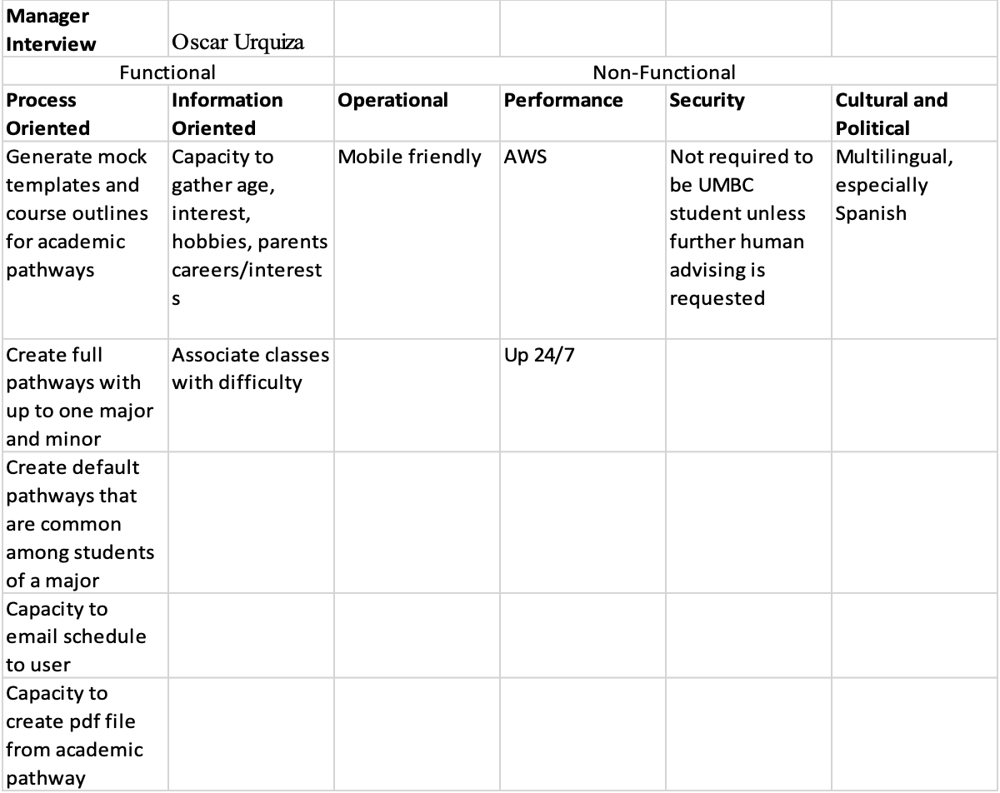 Manager
Interview
Oscar Urquiza
Functional
Non-Functional
Process
Oriented
Information
Oriented
Operational
Performance
Security
Cultural and
Political
Generate mock
templates and
course outlines
for academic
pathways
Capacity to
gather age,
interest,
hobbies, parents
careers/interest
s
Mobile friendly
AWS
Not required to
be UMBC
student unless
further human
advising is
requested
Multilingual,
especially
Spanish
Create full
pathways with
up to one major
and minor
Associate classes
with difficulty
Up 24/7
Create default
pathways that
are common
among students
of a major
Capacity to
email schedule
to user
Capacity to
create pdf file
from academic
pathway